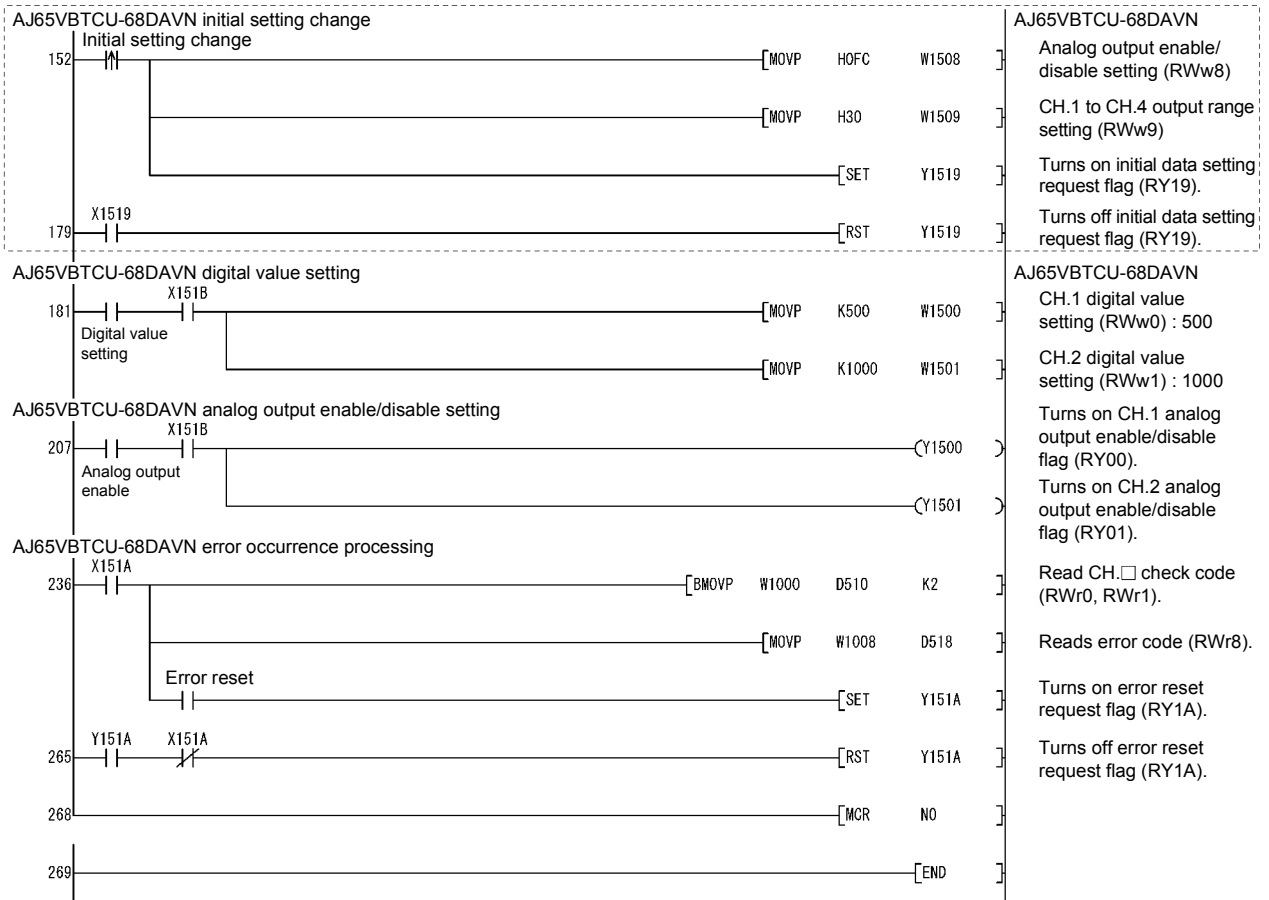 AJ65VBTCU-68DAVN initial setting change
AJ65VBTCU-68DAVN
Initial setting change
152
[MOVP H0FC W1508 ]
Analog output enable/
disable setting (RWw8)
[MOVP H30 W1509 ]
CH.1 to CH.4 output range
setting (RWw9)
[SET Y1519 ]
Turns on initial data setting
request flag (RY19).
X1519
179
[RST Y1519 ]
Turns off initial data setting
request flag (RY19).
AJ65VBTCU-68DAVN digital value setting
AJ65VBTCU-68DAVN
X151B
181
Digital value
setting
[MOVP K500 W1500 ]
CH.1 digital value
setting (RWw0) : 500
[MOVP K1000 W1501 ]
CH.2 digital value
setting (RWw1) : 1000
AJ65VBTCU-68DAVN analog output enable/disable setting
X151B
207
Analog output
enable
(Y1500 )
Turns on CH.1 analog
output enable/disable
flag (RY00).
(Y1501 )
Turns on CH.2 analog
output enable/disable
flag (RY01).
AJ65VBTCU-68DAVN error occurrence processing
X151A
236
[BMOVP W1000 D510 K2 ]
Read CH.□ check code
(RWr0, RWr1).
[MOVP W1008 D518 ]
Reads error code (RWr8).
Error reset
[SET Y151A ]
Turns on error reset
request flag (RY1A).
Y151A X151A
265
[RST Y151A ]
Turns off error reset
request flag (RY1A).
268
[MCR N0 ]
269
[END ]